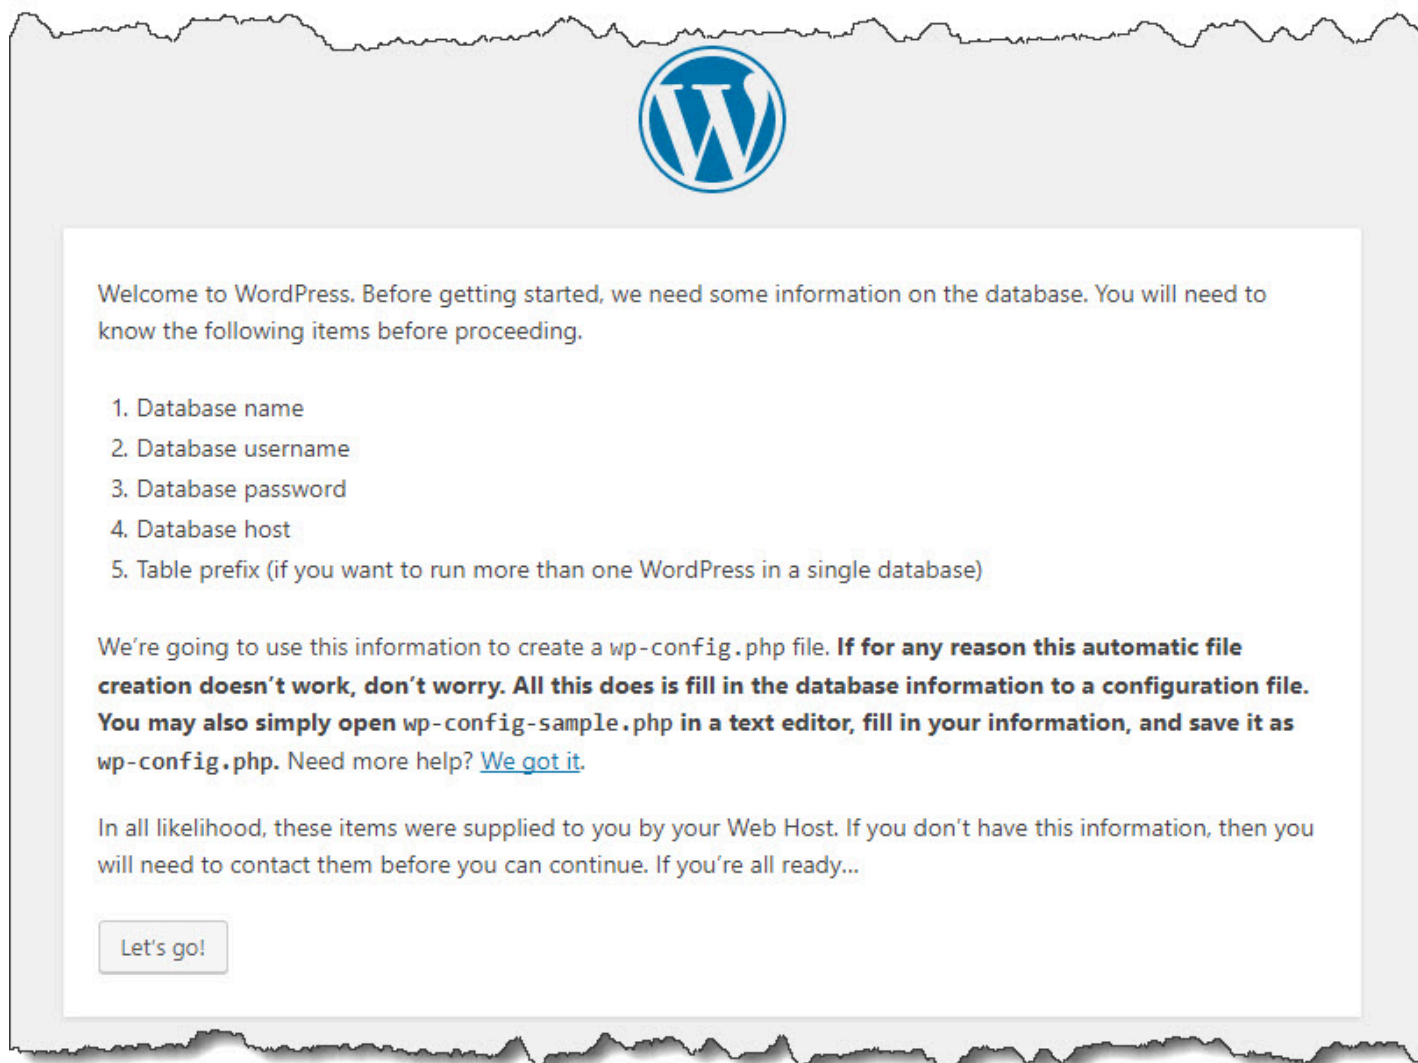 Welcome to WordPress. Before getting started, we need some information on the database. You will need to
know the following items before proceeding.
1. Database name
2. Database username
3. Database password
4. Database host
5. Table prefix (if you want to run more than one WordPress in a single database)
We’re going to use this information to create a wp-config.php file. If for any reason this automatic file
creation doesn’t work, don’t worry. All this does is fill in the database information to a configuration file.
You may also simply open wp-config-sample.php in a text editor, fill in your information, and save it as
wp-config.php. Need more help? We got it.
In all likelihood, these items were supplied to you by your Web Host. If you don’t have this information, then you
will need to contact them before you can continue. If you’re all ready…
Let’s go!